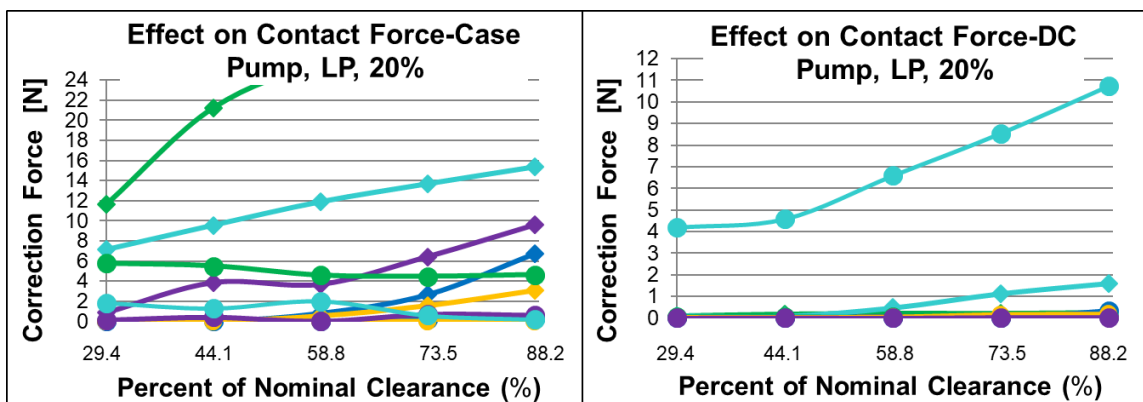 Effect on Contact Force-Case
Pump, LP, 20%
Correction Force [N]
24
22
20
18
16
14
12
10
8
6
4
2
0
29.4 44.1 58.8 73.5 88.2
Percent of Nominal Clearance (%)
Effect on Contact Force-DC
Pump, LP, 20%
Correction Force [N]
12
11
10
9
8
7
6
5
4
3
2
1
0
29.4 44.1 58.8 73.5 88.2
Percent of Nominal Clearance (%)